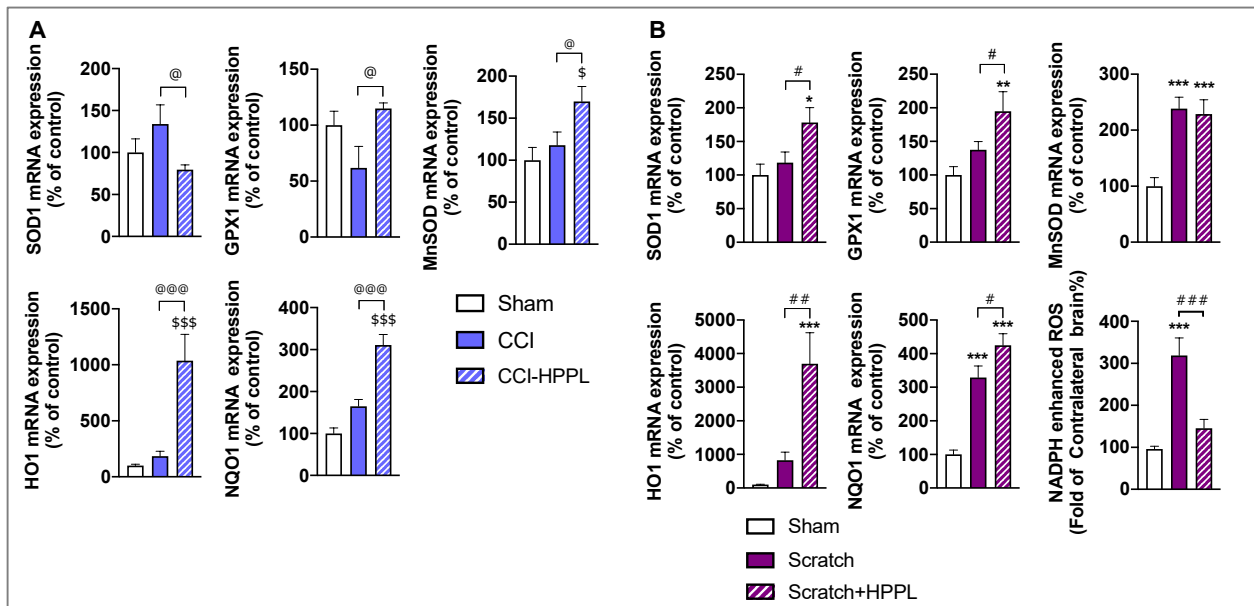 A
SOD1 mRNA expression
(% of control)
200
150
100
50
0
@
GPX1 mRNA expression
(% of control)
150
100
50
0
@
MnSOD mRNA expression
(% of control)
200
150
100
50
0
@
$
HO1 mRNA expression
(% of control)
1500
1000
500
0
@@@
$$$
NQO1 mRNA expression
(% of control)
400
300
200
100
0
@@@
$$$
Sham
CCI
CCI-HPPL
B
SOD1 mRNA expression
(% of control)
250
200
150
100
50
0
#
*
GPX1 mRNA expression
(% of control)
250
200
150
100
50
0
#
**
MnSOD mRNA expression
(% of control)
300
200
100
0
*** ***
HO1 mRNA expression
(% of control)
5000
4000
3000
2000
1000
0
##
***
NQO1 mRNA expression
(% of control)
500
400
300
200
100
0
#
*** ***
NADPH enhanced ROS
(Fold of Contralateral brain%)
400
300
200
100
0
###
***
Sham
Scratch
Scratch+HPPL